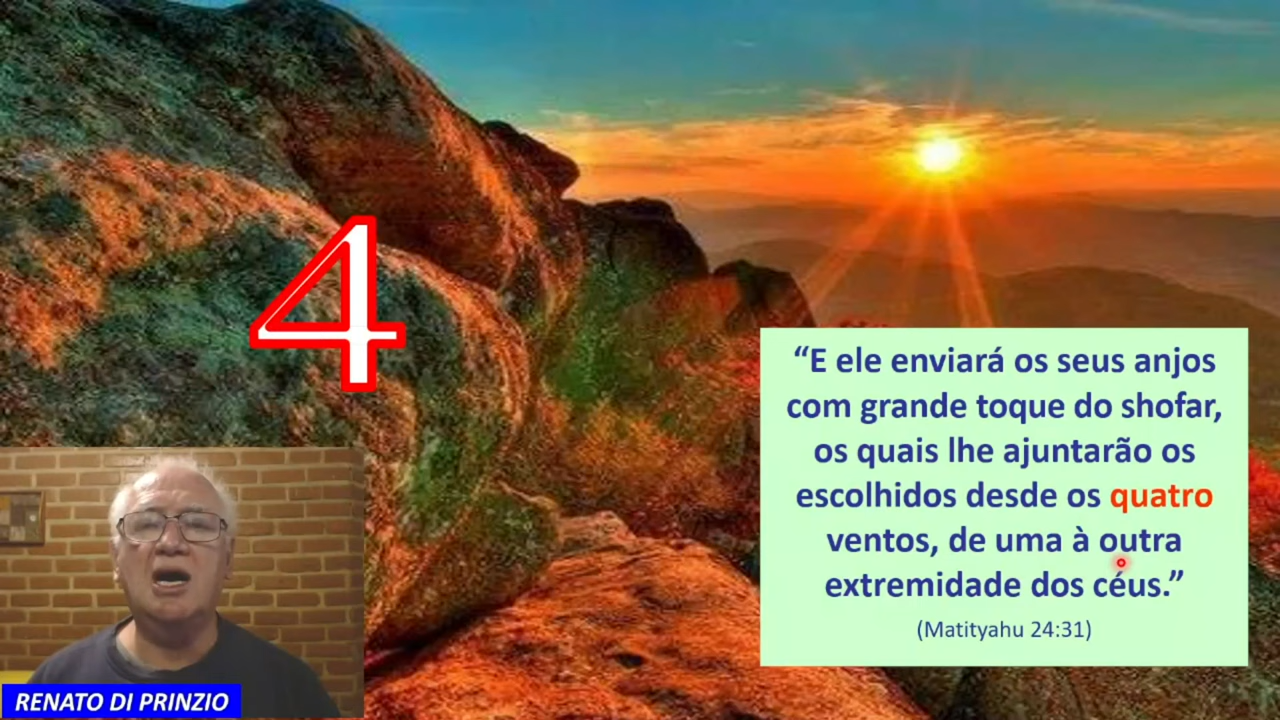 4
“E ele enviará os seus anjos
com grande toque do shofar,
os quais lhe ajuntarão os
escolhidos desde os quatro
ventos, de uma à outra
extremidade dos céus.”
(Matityahu 24:31)
RENATO DI PRINZIO